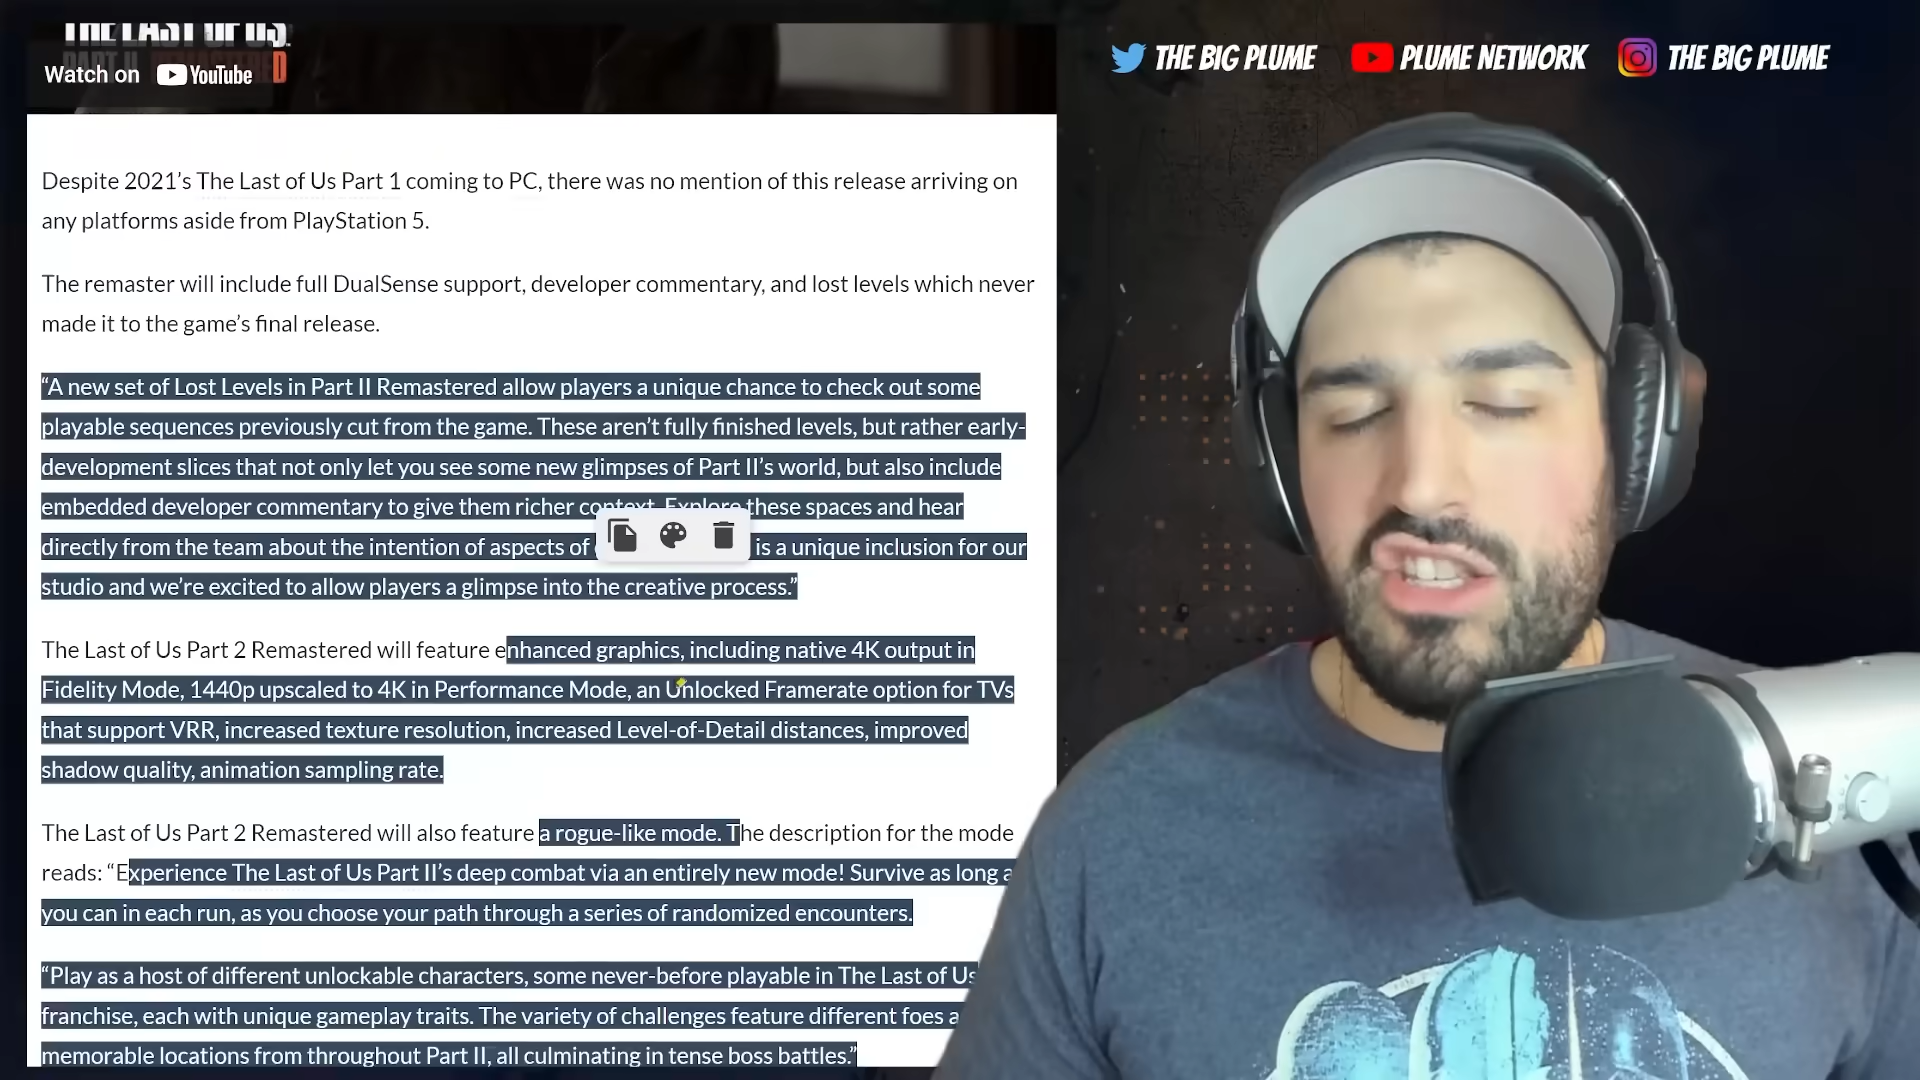 THE LAST OF US
PART II REMASTERED
Watch on YouTube
THE BIG PLUME
PLUME NETWORK
THE BIG PLUME
Despite 2021’s The Last of Us Part 1 coming to PC, there was no mention of this release arriving on
any platforms aside from PlayStation 5.
The remaster will include full DualSense support, developer commentary, and lost levels which never
made it to the game’s final release.
“A new set of Lost Levels in Part II Remastered allow players a unique chance to check out some
playable sequences previously cut from the game. These aren’t fully finished levels, but rather early-
development slices that not only let you see some new glimpses of Part II’s world, but also include
embedded developer commentary to give them richer context. Explore these spaces and hear
directly from the team about the intention of aspects of is a unique inclusion for our
studio and we’re excited to allow players a glimpse into the creative process.”
The Last of Us Part 2 Remastered will feature enhanced graphics, including native 4K output in
Fidelity Mode, 1440p upscaled to 4K in Performance Mode, an Unlocked Framerate option for TVs
that support VRR, increased texture resolution, increased Level-of-Detail distances, improved
shadow quality, animation sampling rate.
The Last of Us Part 2 Remastered will also feature a rogue-like mode. The description for the mode
reads: “Experience The Last of Us Part II’s deep combat via an entirely new mode! Survive as long a
you can in each run, as you choose your path through a series of randomized encounters.
“Play as a host of different unlockable characters, some never-before playable in The Last of Us
franchise, each with unique gameplay traits. The variety of challenges feature different foes a
memorable locations from throughout Part II, all culminating in tense boss battles.”